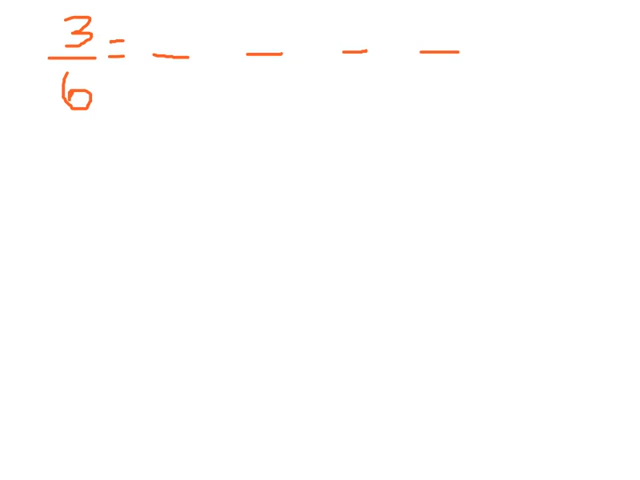 3/6 = _ _ _ _